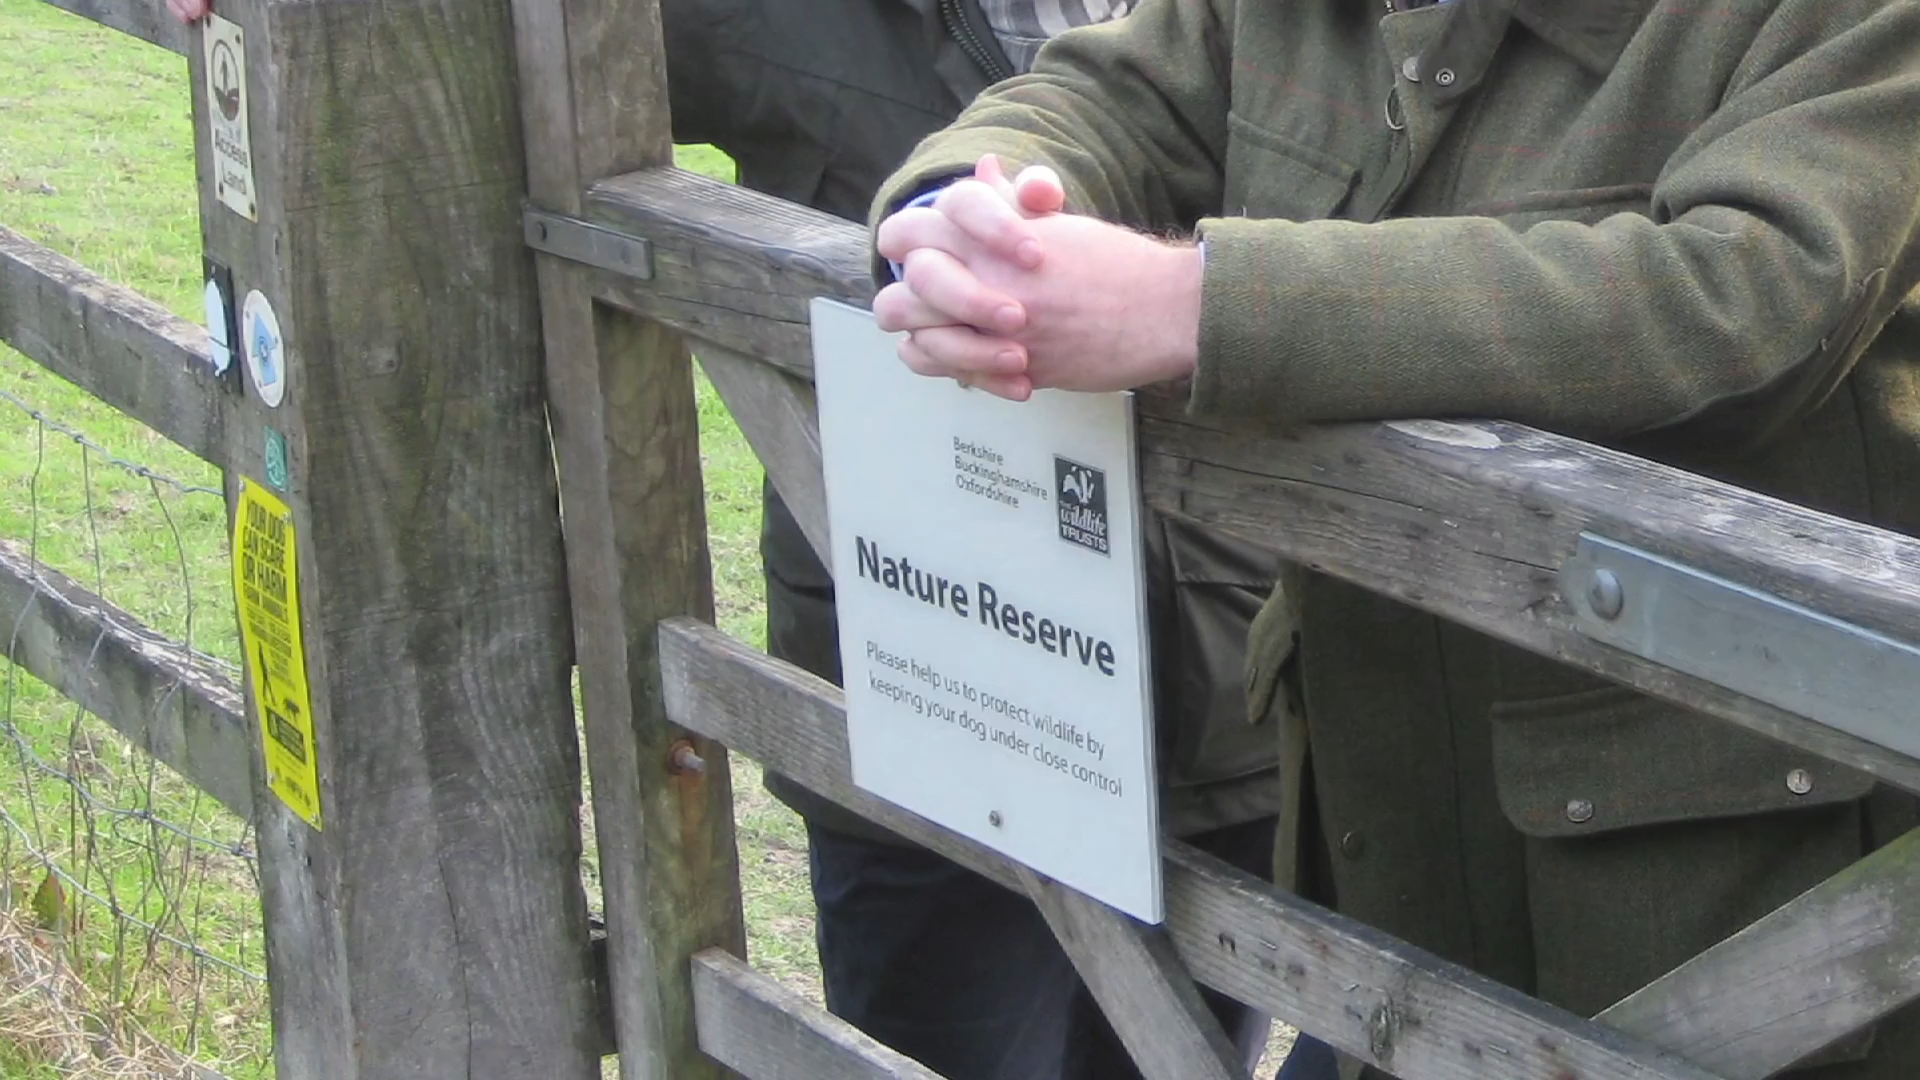 Access
Land
YOUR DOG
CAN SCARE
OR HARM
Berkshire
Buckinghamshire
Oxfordshire
THE
wildlife
TRUSTS
Nature Reserve
Please help us to protect wildlife by
keeping your dog under close control